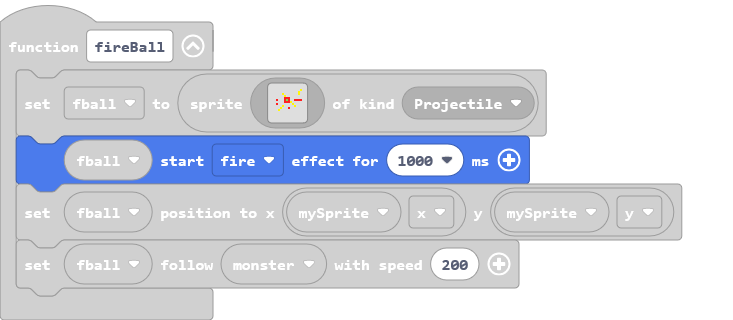 function fireBall
set fball to sprite of kind Projectile
fball start fire effect for 1000 ms
set fball position to x mySprite x y mySprite y
set fball follow monster with speed 200